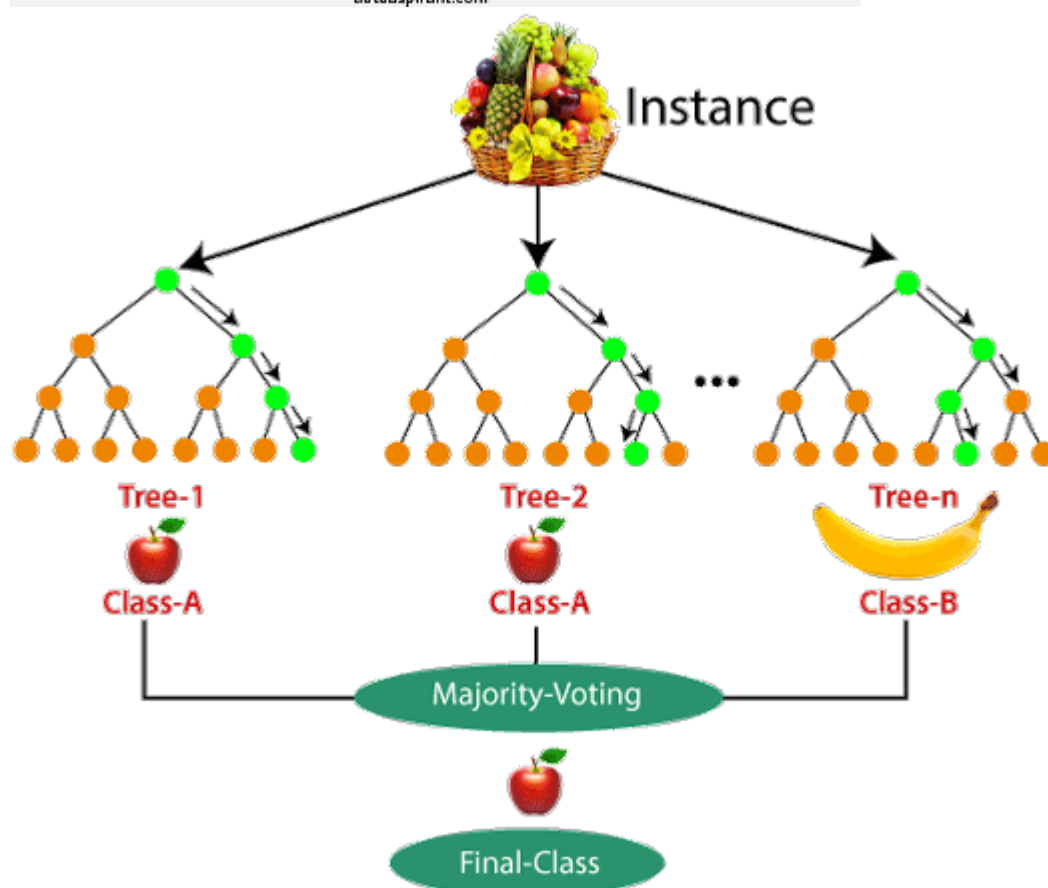 Instance
Tree-1
Tree-2
Tree-n
Class-A
Class-A
Class-B
Majority-Voting
Final-Class